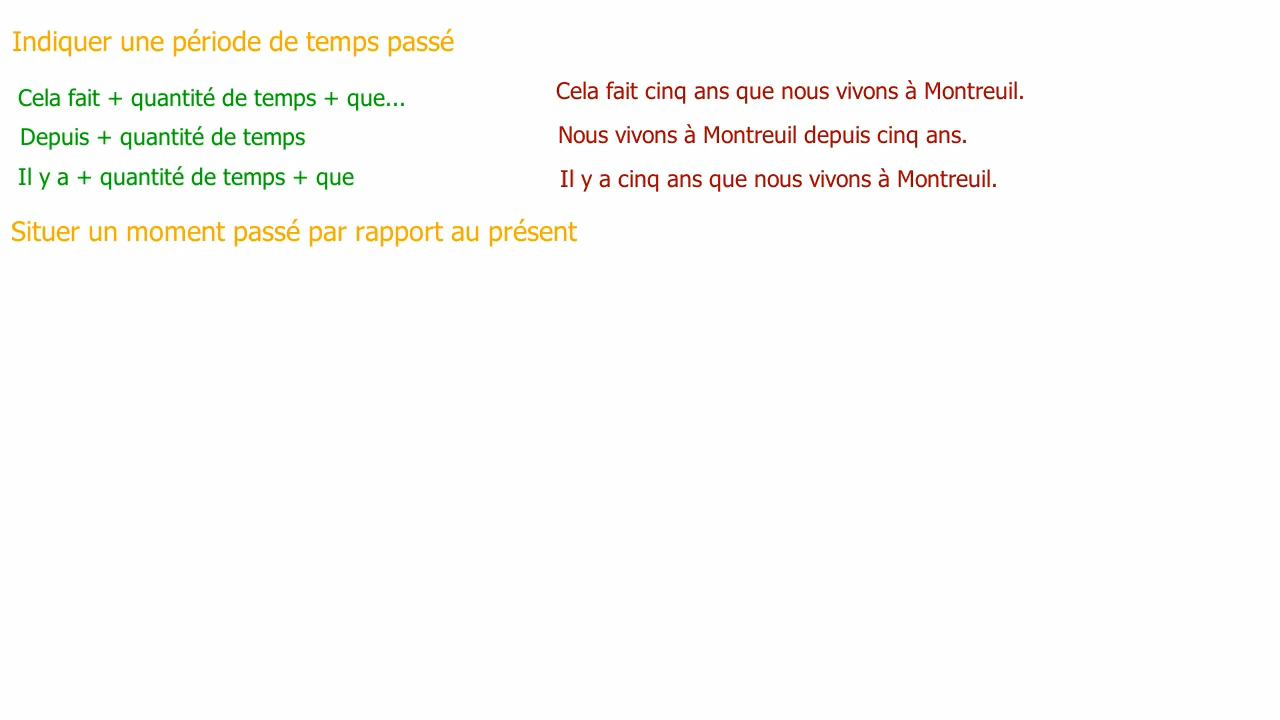 Indiquer une période de temps passé
Cela fait + quantité de temps + que...
Cela fait cinq ans que nous vivons à Montreuil.
Depuis + quantité de temps
Nous vivons à Montreuil depuis cinq ans.
Il y a + quantité de temps + que
Il y a cinq ans que nous vivons à Montreuil.
Situer un moment passé par rapport au présent